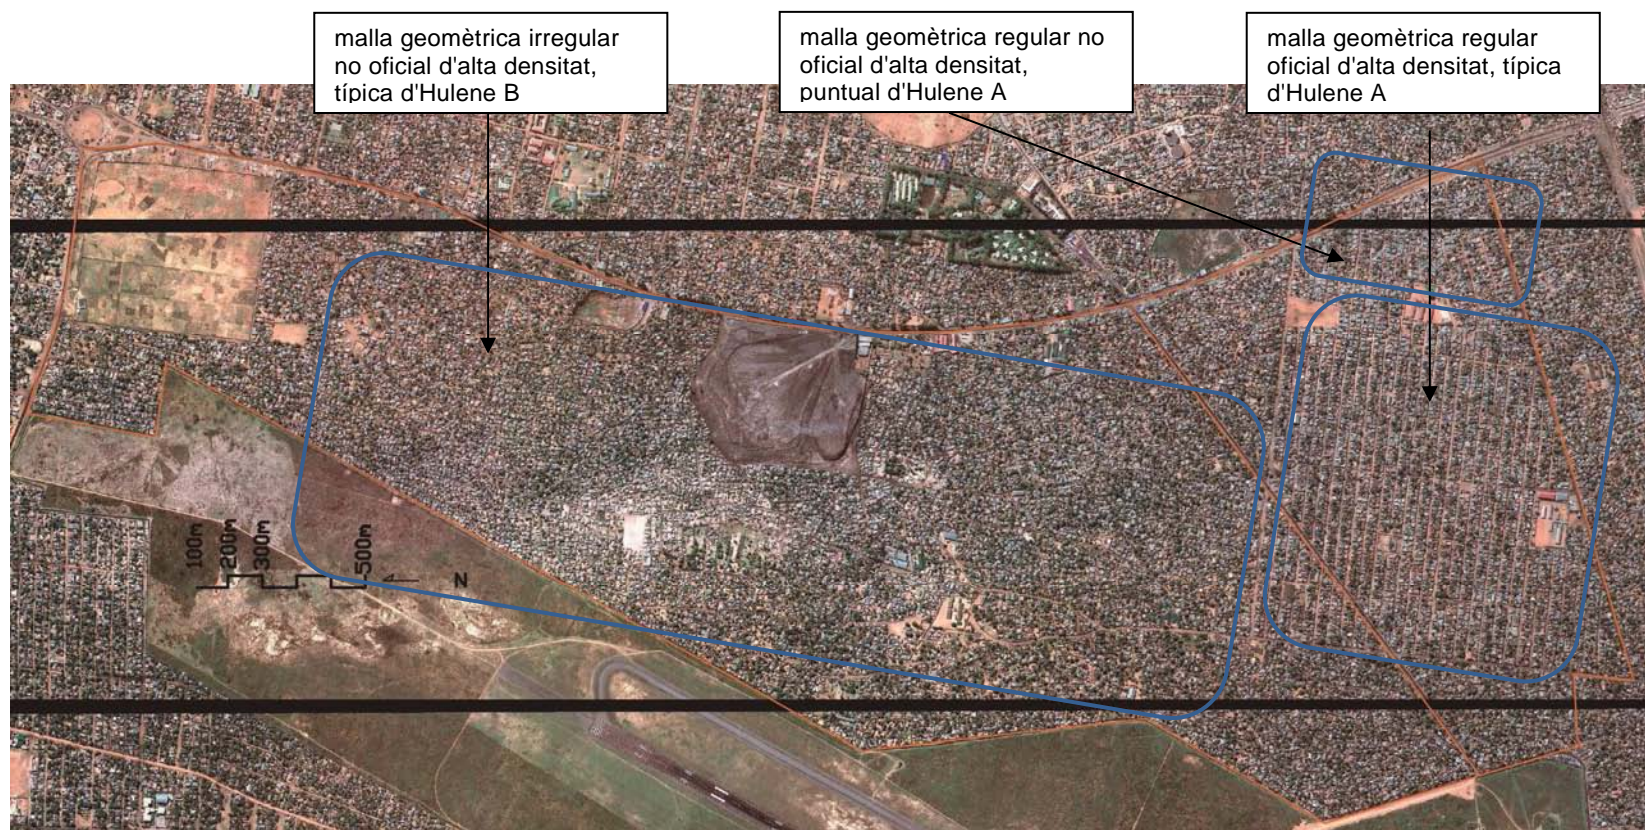 malla geomètrica irregular
no oficial d'alta densitat,
típica d'Hulene B
malla geomètrica regular no
oficial d'alta densitat,
puntual d'Hulene A
malla geomètrica regular
oficial d'alta densitat, típica
d'Hulene A
100m
200m
300m
500m
N